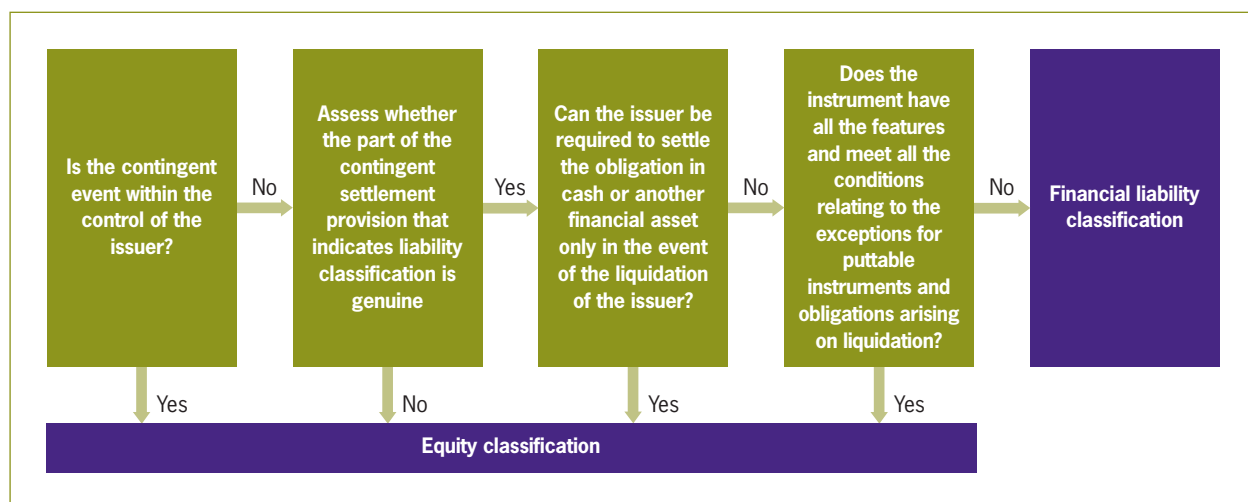 Is the contingent
event within the
control of the
issuer?
No
Assess whether
the part of the
contingent
settlement
provision that
indicates liability
classification is
genuine
Yes
Can the issuer be
required to settle
the obligation in
cash or another
financial asset
only in the event
of the liquidation
of the issuer?
No
Does the
instrument have
all the features
and meet all the
conditions
relating to the
exceptions for
puttable
instruments and
obligations arising
on liquidation?
No
Financial liability
classification
Yes
No
Yes
Yes
Equity classification